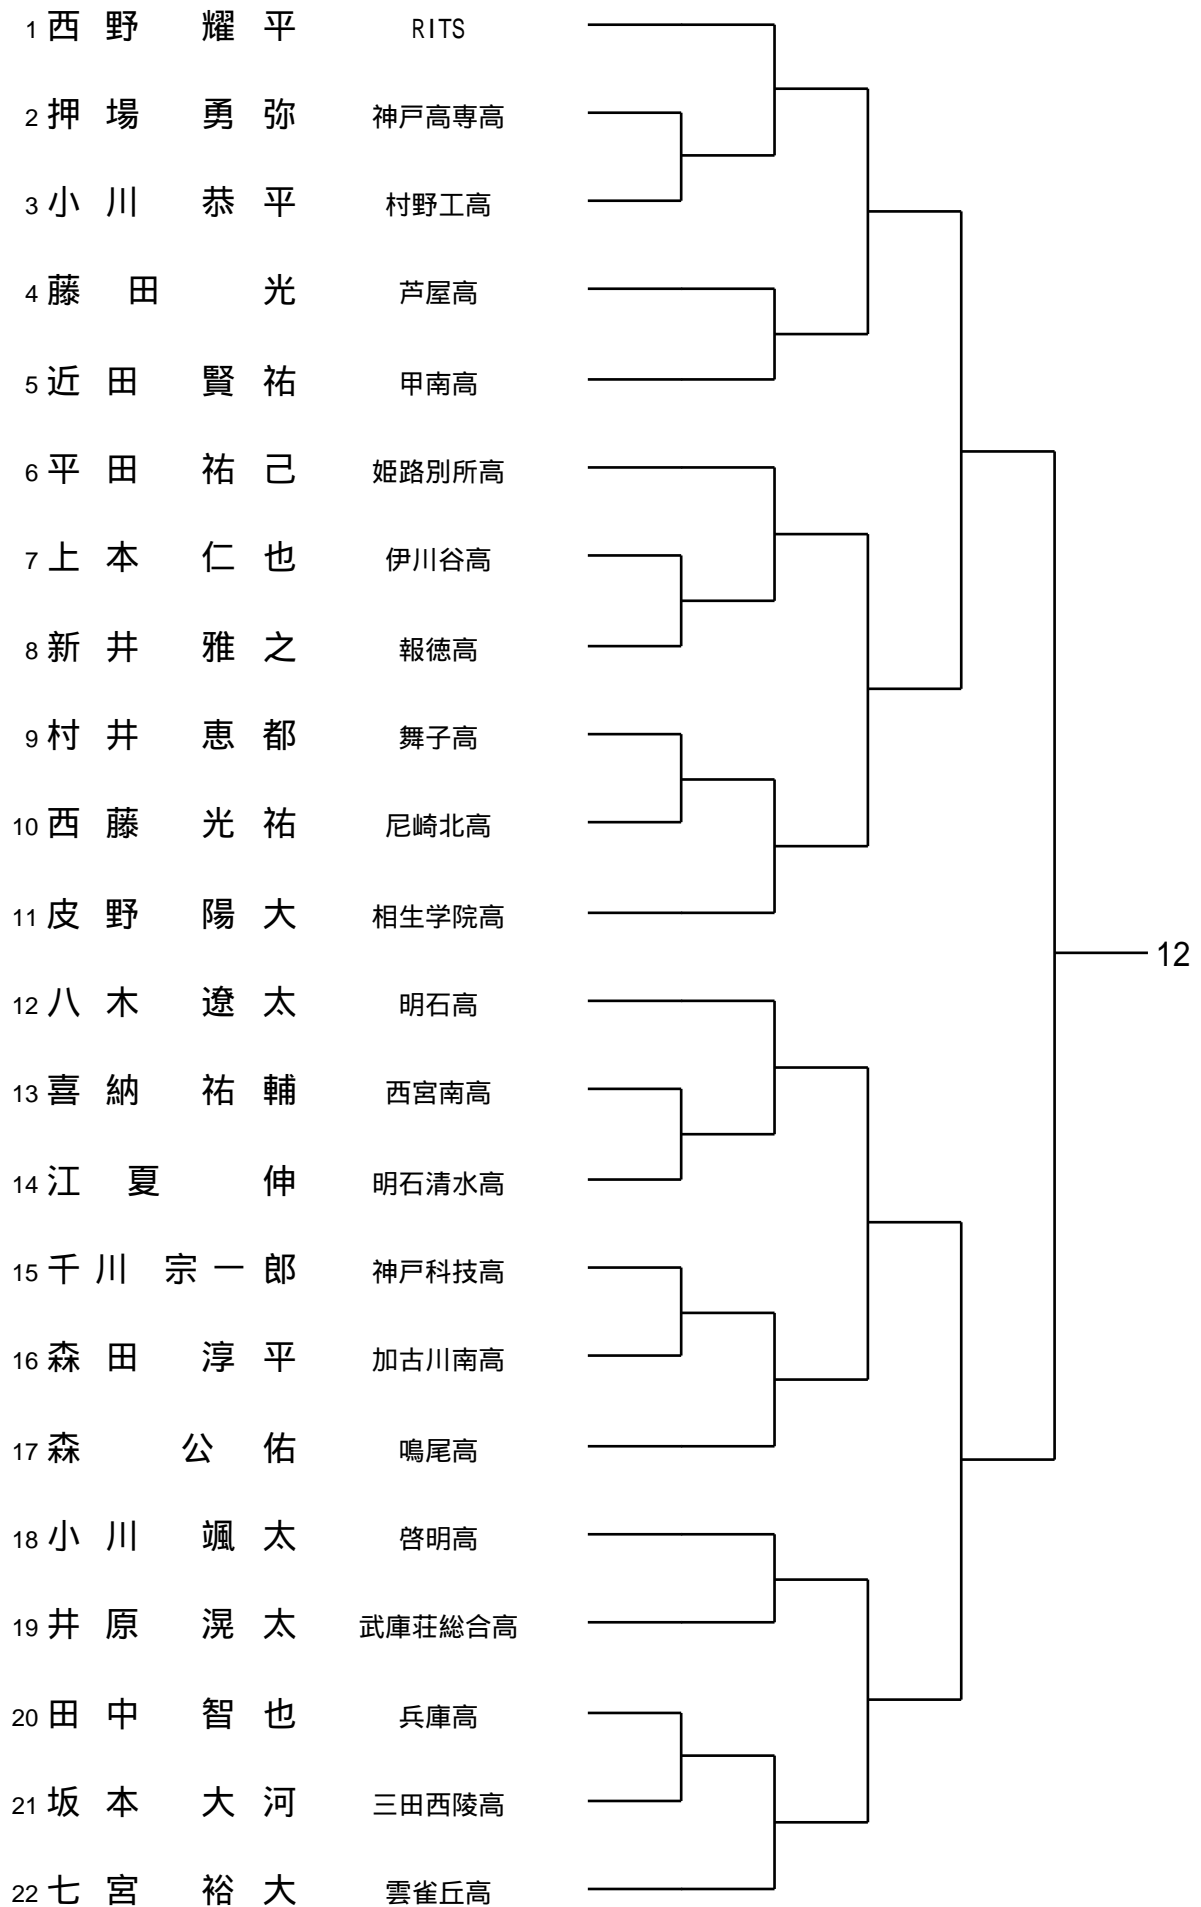 1 西野 耀平 RITS
2 押場 勇弥 神戸高専高
3 小川 恭平 村野工高
4 藤田 光 芦屋高
5 近田 賢祐 甲南高
6 平田 祐己 姫路別所高
7 上本 仁也 伊川谷高
8 新井 雅之 報徳高
9 村井 恵都 舞子高
10 西藤 光祐 尼崎北高
11 皮野 陽大 相生学院高
12
12 八木 遼太 明石高
13 喜納 祐輔 西宮南高
14 江夏 伸 明石清水高
15 千川 宗一郎 神戸科技高
16 森田 淳平 加古川南高
17 森 公佑 鳴尾高
18 小川 颯太 啓明高
19 井原 滉太 武庫荘総合高
20 田中 智也 兵庫高
21 坂本 大河 三田西陵高
22 七宮 裕大 雲雀丘高